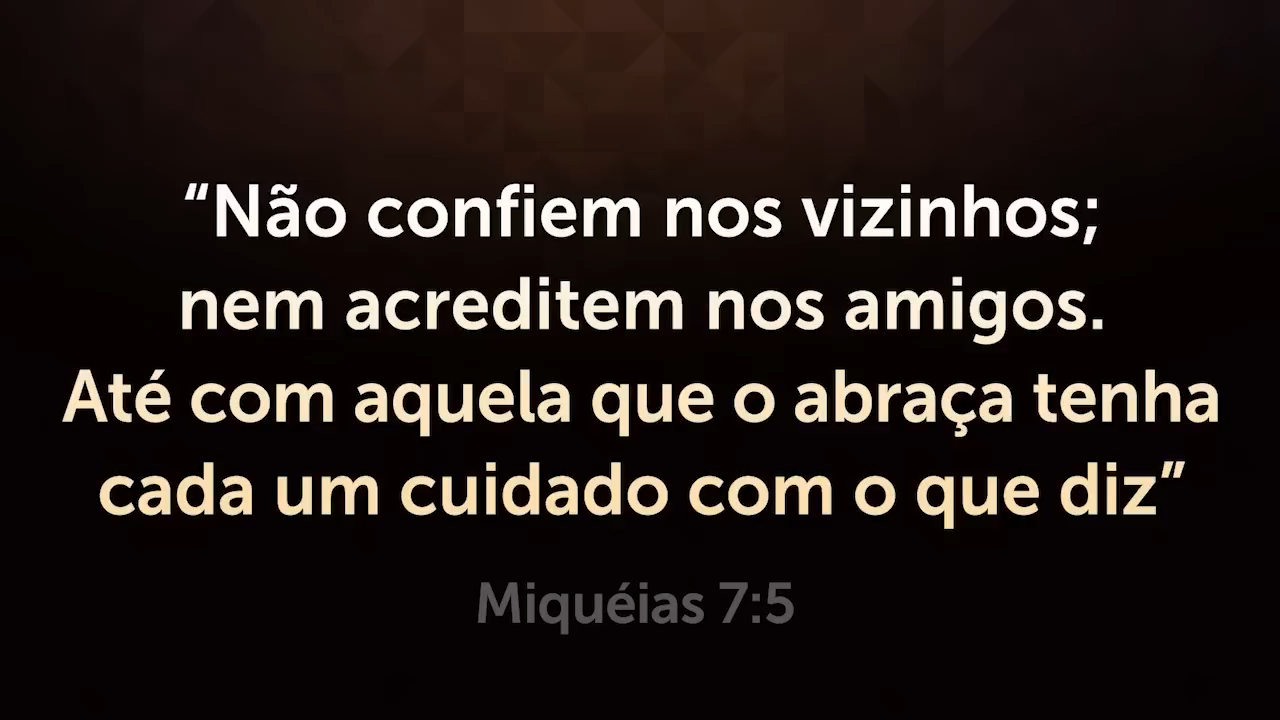 “Não confiem nos vizinhos;
nem acreditem nos amigos.
Até com aquela que o abraça tenha
cada um cuidado com o que diz”
Miquéias 7:5